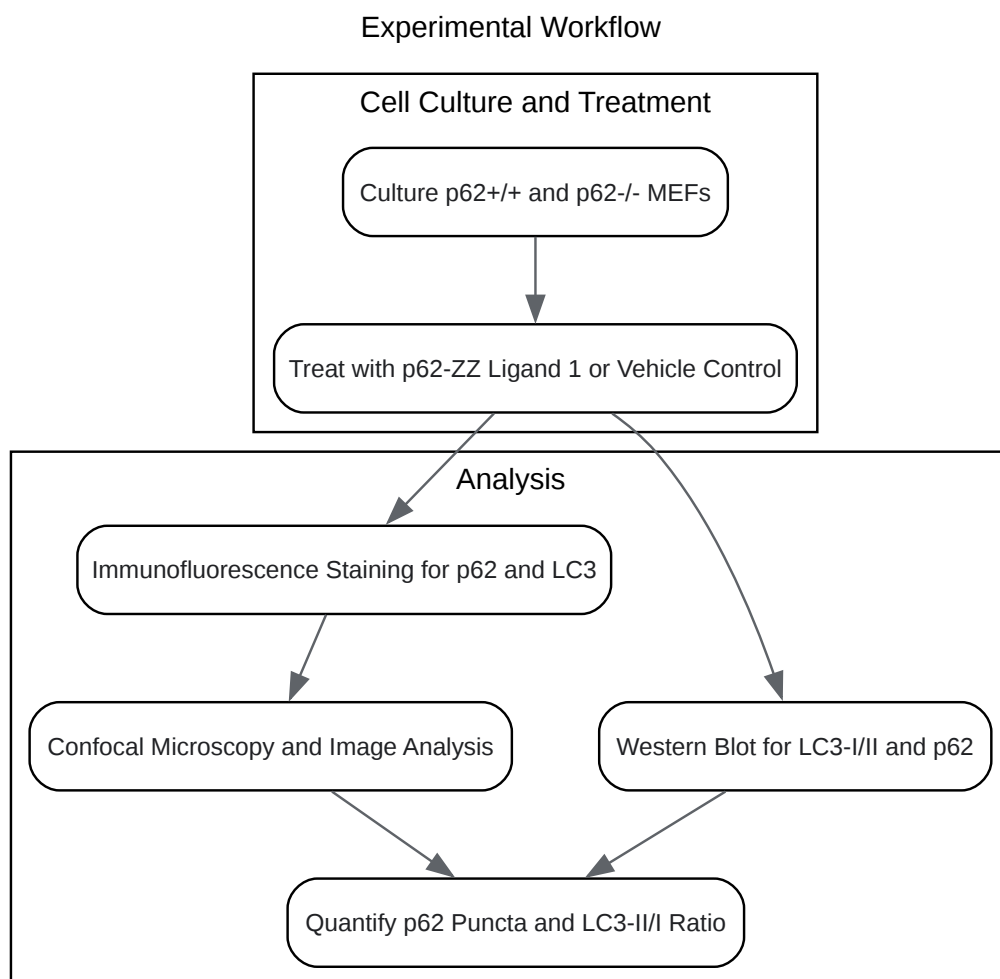 Experimental Workflow
Cell Culture and Treatment
Culture p62+/+ and p62-/- MEFs
Treat with p62-ZZ Ligand 1 or Vehicle Control
Analysis
Immunofluorescence Staining for p62 and LC3
Confocal Microscopy and Image Analysis
Western Blot for LC3-I/II and p62
Quantify p62 Puncta and LC3-II/I Ratio